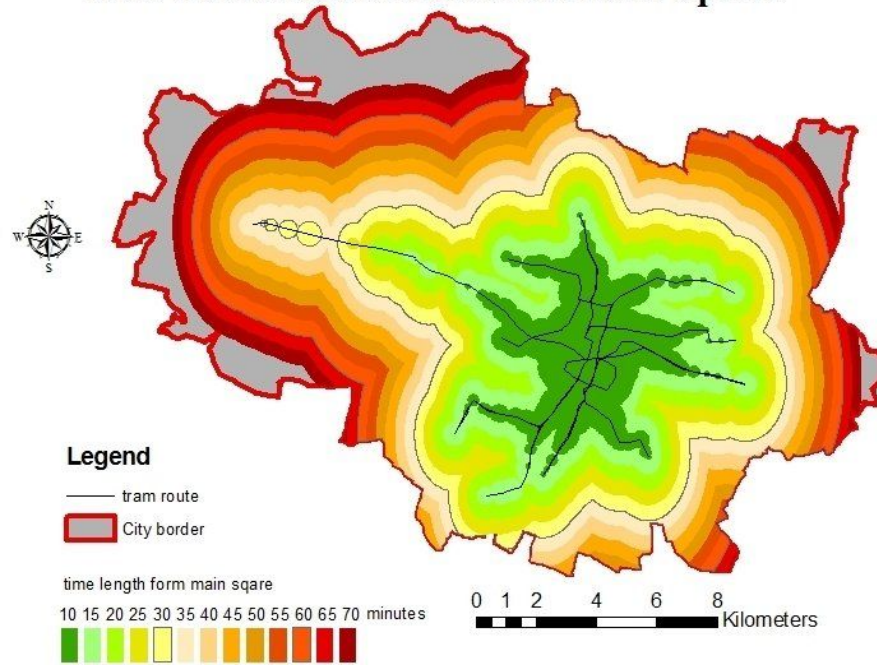 N
W E
S
Legend
tram route
City border
time length form main sqare
10 15 20 25 30 35 40 45 50 55 60 65 70 minutes
0 1 2 4 6 8
Kilometers